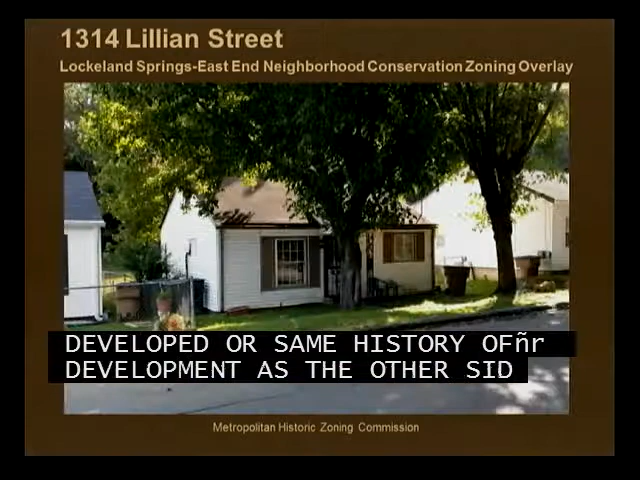 1314 Lillian Street
Lockeland Springs-East End Neighborhood Conservation Zoning Overlay
DEVELOPED OR SAME HISTORY OFñr
DEVELOPMENT AS THE OTHER SID
Metropolitan Historic Zoning Commission